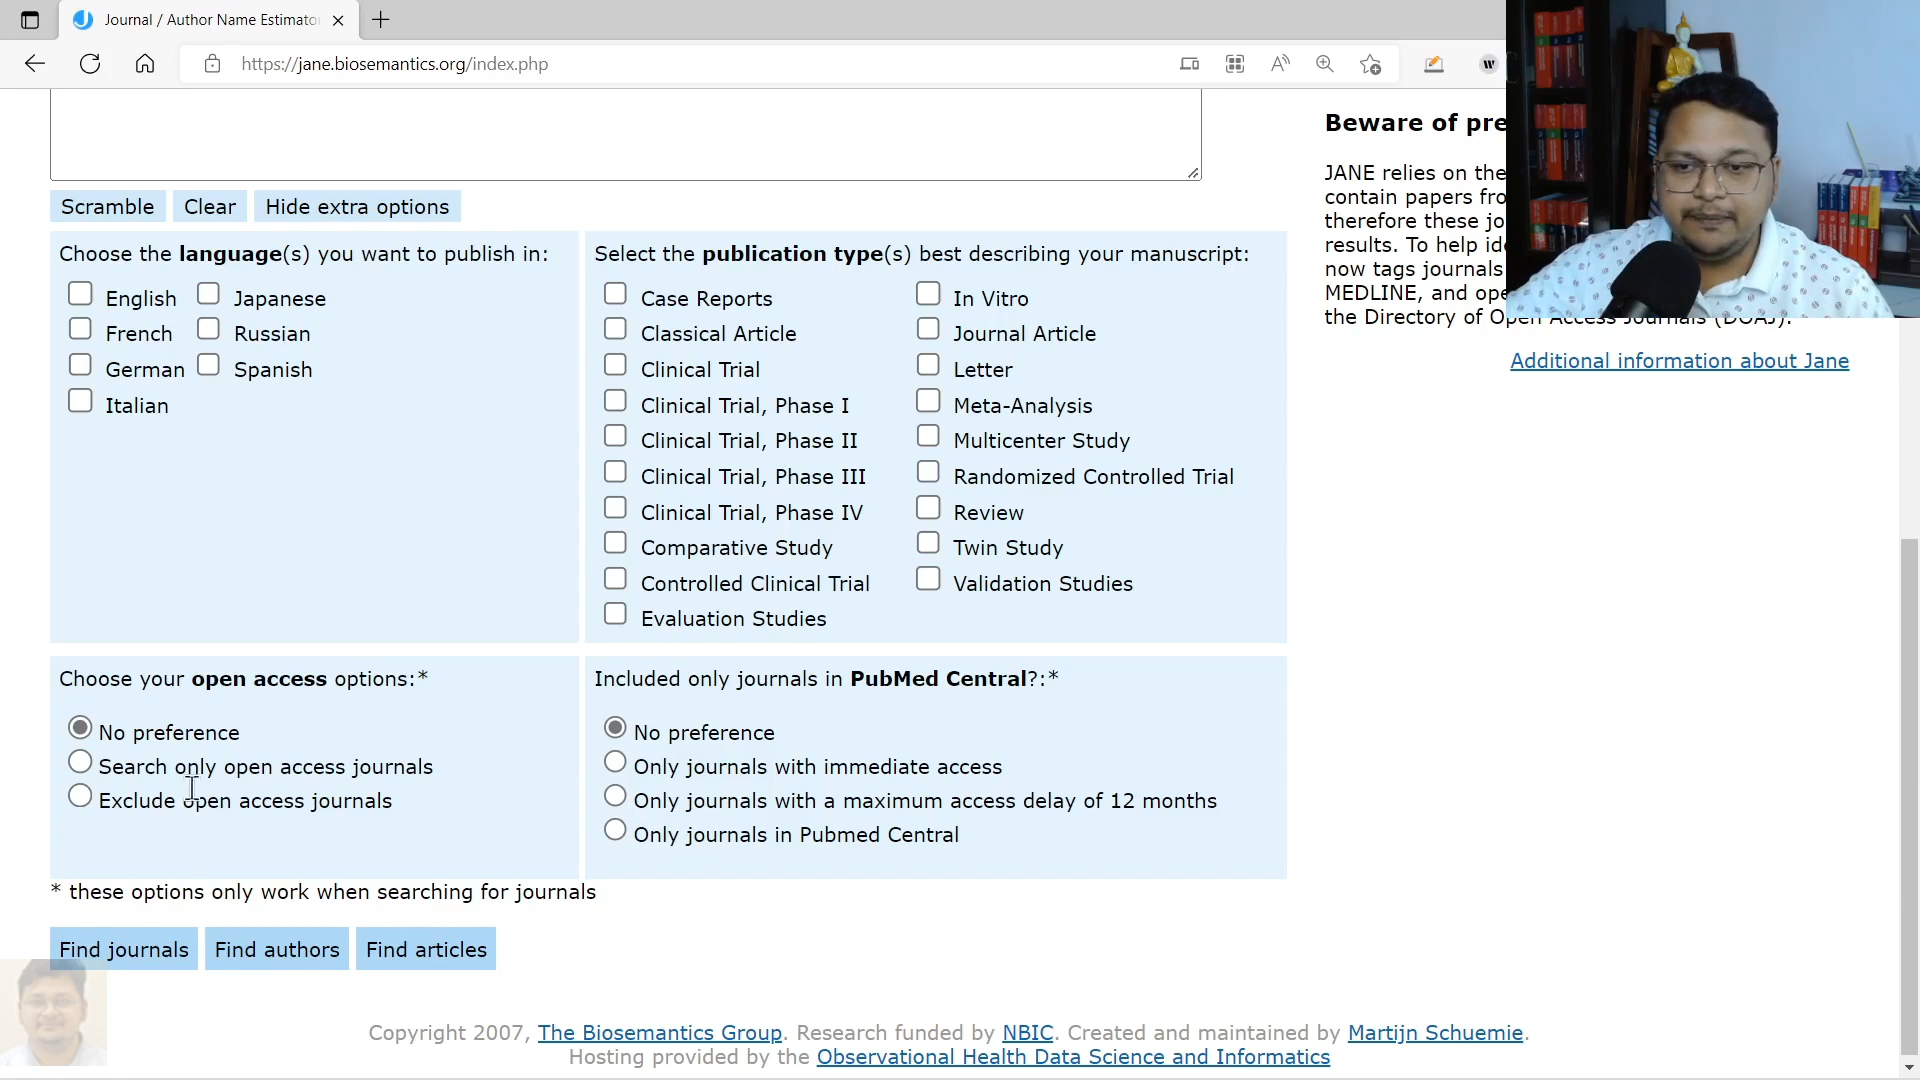 Journal / Author Name Estimato
https://jane.biosemantics.org/index.php
W
Scramble Clear Hide extra options
Choose the language(s) you want to publish in:
English Japanese
French Russian
German Spanish
Italian
Select the publication type(s) best describing your manuscript:
Case Reports In Vitro
Classical Article Journal Article
Clinical Trial Letter
Clinical Trial, Phase I Meta-Analysis
Clinical Trial, Phase II Multicenter Study
Clinical Trial, Phase III Randomized Controlled Trial
Clinical Trial, Phase IV Review
Comparative Study Twin Study
Controlled Clinical Trial Validation Studies
Evaluation Studies
Choose your open access options:*
No preference
Search only open access journals
Exclude open access journals
Included only journals in PubMed Central?:*
No preference
Only journals with immediate access
Only journals with a maximum access delay of 12 months
Only journals in Pubmed Central
* these options only work when searching for journals
Find journals Find authors Find articles
Beware of pre
JANE relies on the
contain papers fro
therefore these jo
results. To help ide
now tags journals
MEDLINE, and ope
the Directory of Open Access Journals (DOAJ).
Additional information about Jane
Copyright 2007, The Biosemantics Group. Research funded by NBIC. Created and maintained by Martijn Schuemie.
Hosting provided by the Observational Health Data Science and Informatics